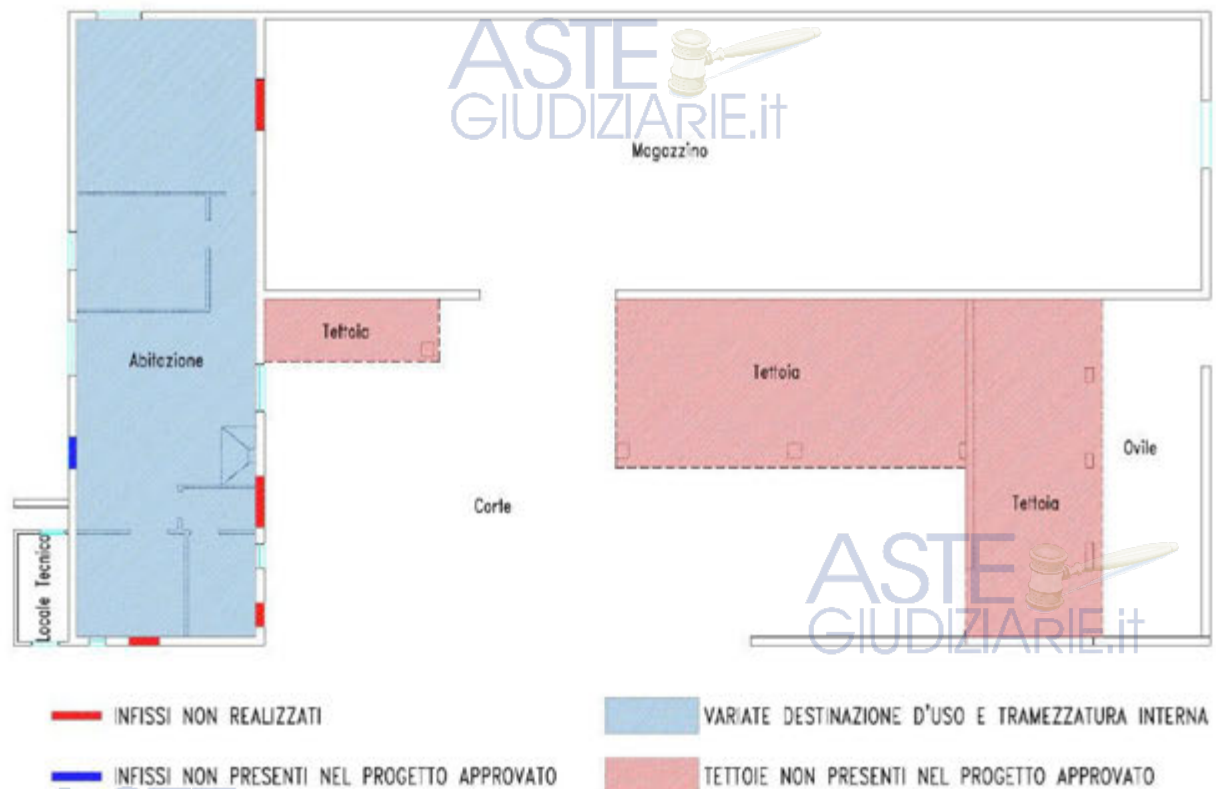 ASTE
GIUDIZIARIE.it
Magazzino
Tettoia
Abitazione
Tettoia
Ovile
Corte
Tettoia
Locale Tecnico
ASTE
GIUDIZIARIE.it
INFISSI NON REALIZZATI
VARIATE DESTINAZIONE D'USO E TRAMEZZATURA INTERNA
INFISSI NON PRESENTI NEL PROGETTO APPROVATO
TETTOIE NON PRESENTI NEL PROGETTO APPROVATO